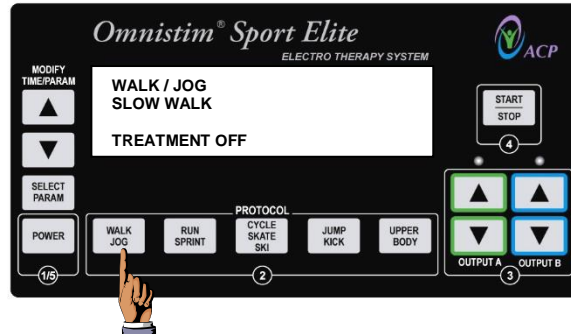 Omnistim® Sport Elite
ELECTRO THERAPY SYSTEM
ACP
MODIFY
TIME/PARAM
WALK / JOG
SLOW WALK
TREATMENT OFF
START
STOP
4
SELECT
PARAM
POWER
1/5
PROTOCOL
WALK
JOG
RUN
SPRINT
CYCLE
SKATE
SKI
JUMP
KICK
UPPER
BODY
2
OUTPUT A
OUTPUT B
3